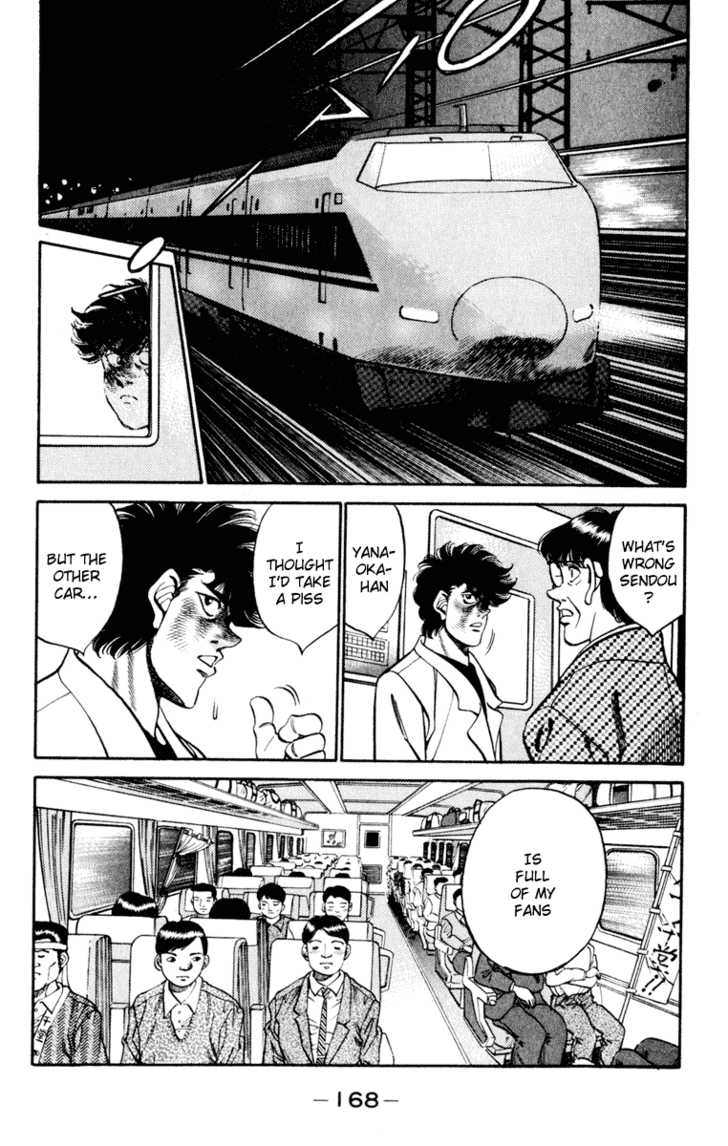 WHAT'S
WRONG
SENDOU
?
YANA-
OKA-
HAN
I
THOUGHT
I'D TAKE
A PISS
BUT THE
OTHER
CAR...
IS
FULL
OF MY
FANS
堂!!
—168—